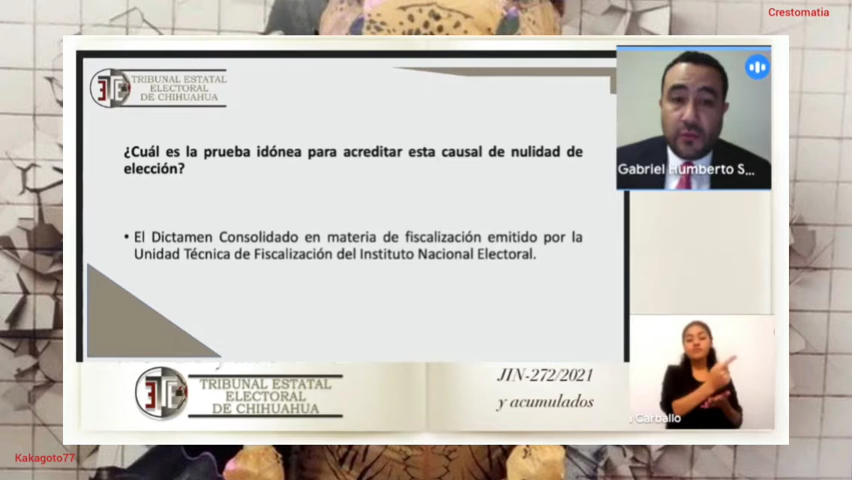 Crestomatia
TRIBUNAL ESTATAL
ELECTORAL
DE CHIHUAHUA
¿Cuál es la prueba idónea para acreditar esta causal de nulidad de
elección?
• El Dictamen Consolidado en materia de fiscalización emitido por la
Unidad Técnica de Fiscalización del Instituto Nacional Electoral.
Gabriel Humberto S...
TRIBUNAL ESTATAL
ELECTORAL
DE CHIHUAHUA
JIN-272/2021
y acumulados
Carballo
Kakagoto77